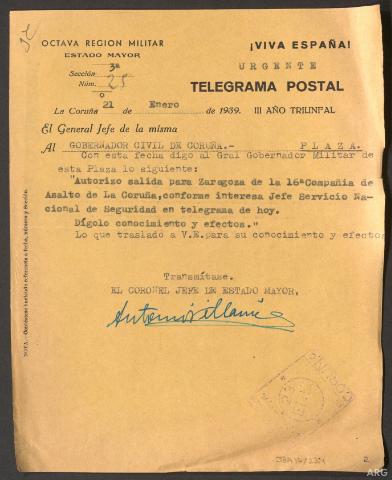 OCTAVA REGION MILITAR
ESTADO MAYOR
Sección 3ª
Núm. 25
¡VIVA ESPAÑA!
URGENTE
TELEGRAMA POSTAL
La Coruña 21 de Enero de 1939. III AÑO TRIUNFAL
El General Jefe de la misma
Al GOBERNADOR CIVIL DE CORUÑA.- PLAZA.
Con esta fecha digo al Gral Gobernador Militar de
esta Plaza lo siguiente:
"Autorizo salida para Zaragoza de la 16ª Compañia de
Asalto de La Coruña, conforme interesa Jefe Servicio Na-
cional de Seguridad en telegrama de hoy.
Dígolo conocimiento y efectos."
Lo que traslado a V.E. para su conocimiento y efectos
Transmítase.
EL CORONEL JEFE DE ESTADO MAYOR,
2
ARG